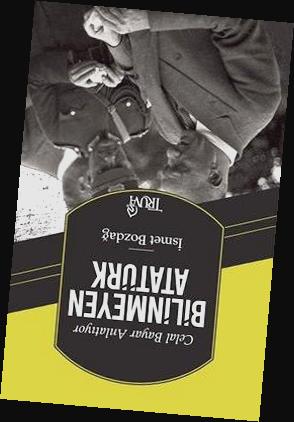 Celal Bayar Anlatıyor
BİLİNMEYEN
ATATÜRK
İsmet Bozdağ
TRUVA